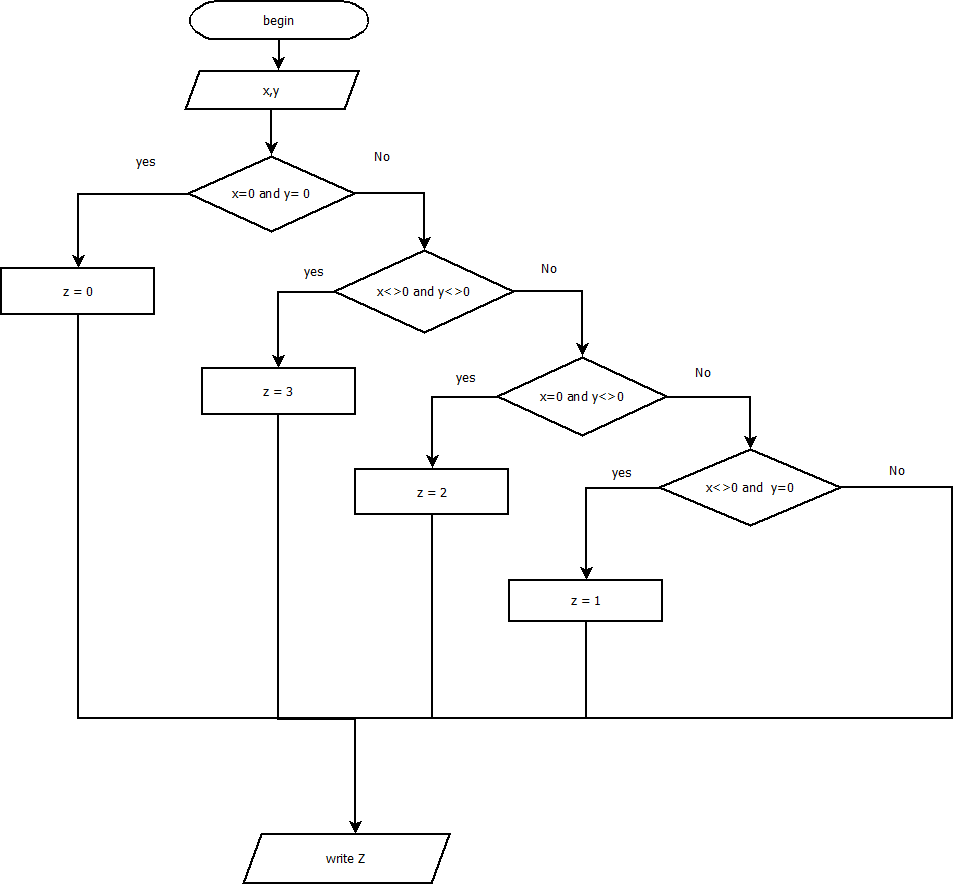 begin
x,y
yes
No
x=0 and y= 0
z = 0
yes
No
x<>0 and y<>0
z = 3
yes
No
x=0 and y<>0
z = 2
yes
No
x<>0 and  y=0
z = 1
write Z